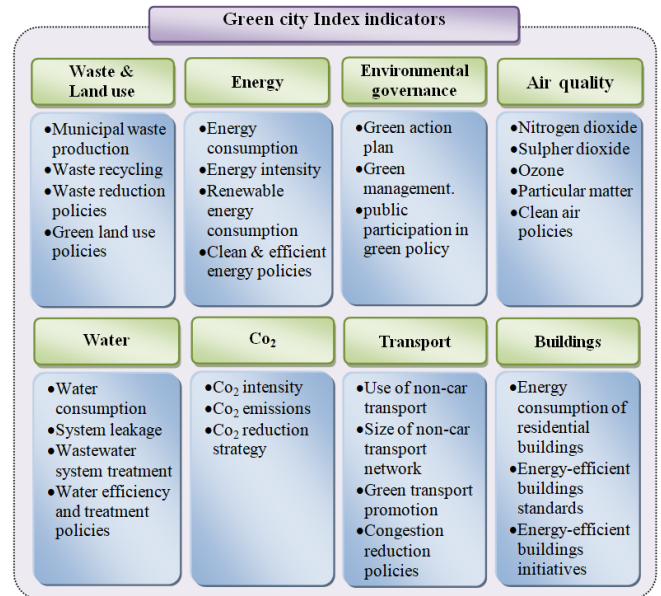 Green city Index indicators
Waste &
Land use
•Municipal waste
production
•Waste recycling
•Waste reduction
policies
•Green land use
policies
Energy
•Energy
consumption
•Energy intensity
•Renewable
energy
consumption
•Clean & efficient
energy policies
Environmental
governance
•Green action
plan
•Green
management.
•public
participation in
green policy
Air quality
•Nitrogen dioxide
•Sulpher dioxide
•Ozone
•Particular matter
•Clean air
policies
Water
•Water
consumption
•System leakage
•Wastewater
system treatment
•Water efficiency
and treatment
policies
Co₂
•Co₂ intensity
•Co₂ emissions
•Co₂ reduction
strategy
Transport
•Use of non-car
transport
•Size of non-car
transport
network
•Green transport
promotion
•Congestion
reduction
policies
Buildings
•Energy
consumption of
residential
buildings
•Energy-efficient
buildings
standards
•Energy-efficient
buildings
initiatives